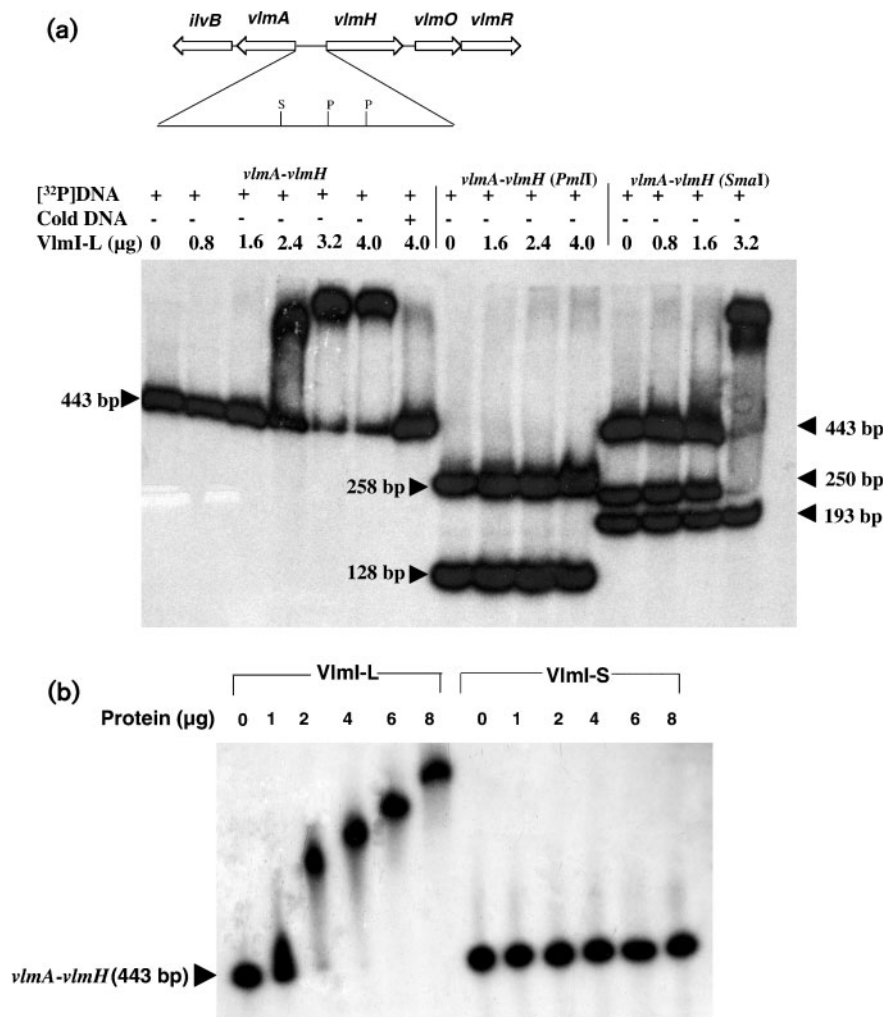 (a)
ilvB vlmA vlmH vlmO vlmR
S P P
vlmA-vlmH vlmA-vlmH (PmlI) vlmA-vlmH (SmaI)
[³²P]DNA + + + + + + + + + + + + + + +
Cold DNA - - - - - - + - - - - - - - -
VlmI-L (µg) 0 0.8 1.6 2.4 3.2 4.0 4.0 0 1.6 2.4 4.0 0 0.8 1.6 3.2
443 bp
443 bp
258 bp
250 bp
193 bp
128 bp
(b)
VlmI-L VlmI-S
Protein (µg) 0 1 2 4 6 8 0 1 2 4 6 8
vlmA-vlmH (443 bp)